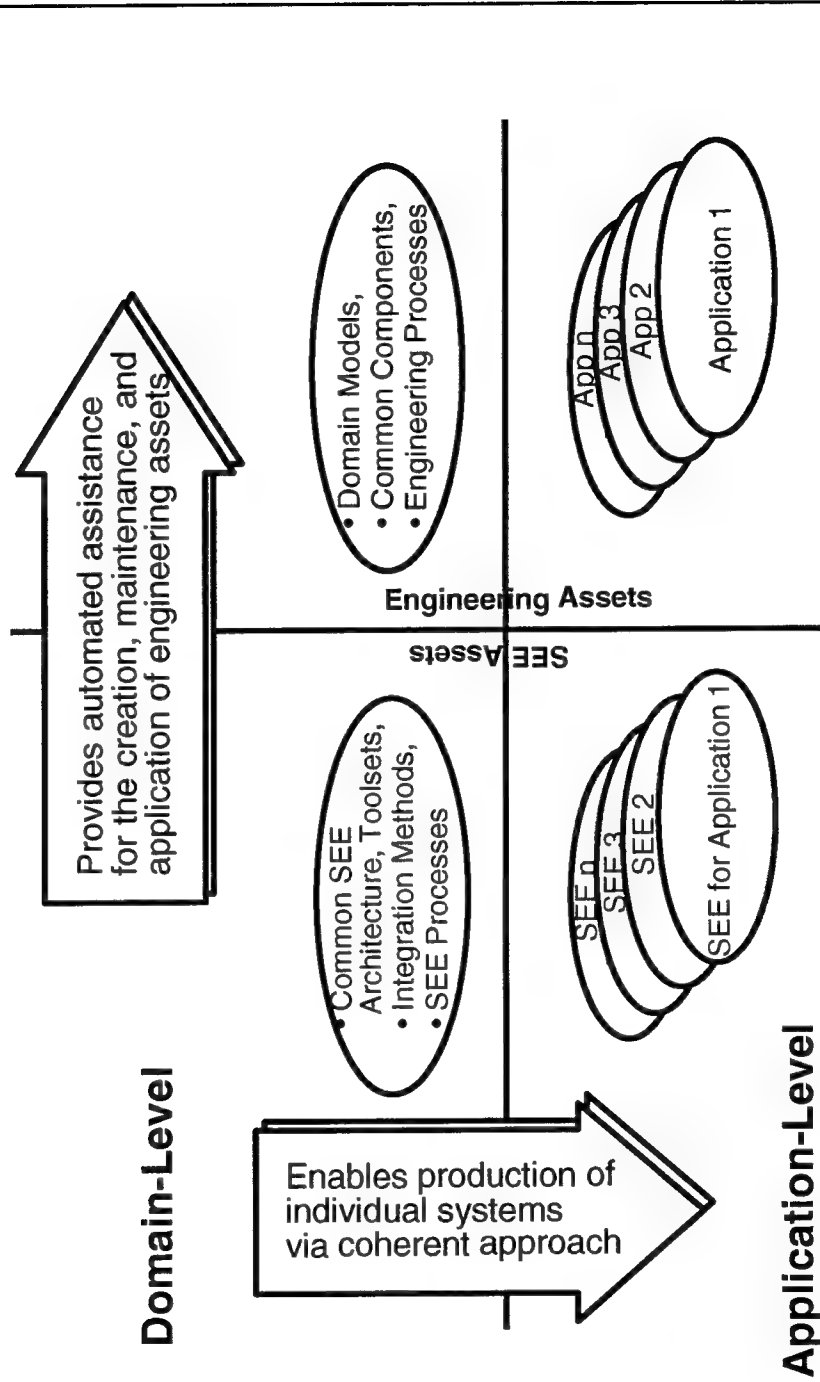 Provides automated assistance
for the creation, maintenance, and
application of engineering assets
Domain-Level
• Common SEE
Architecture, Toolsets,
• Integration Methods,
• SEE Processes
• Domain Models,
• Common Components,
• Engineering Processes
Enables production of
individual systems
via coherent approach
SEE Assets
Engineering Assets
SEE n
SEE 3
SEE 2
SEE for Application 1
App n
App 3
App 2
Application 1
Application-Level